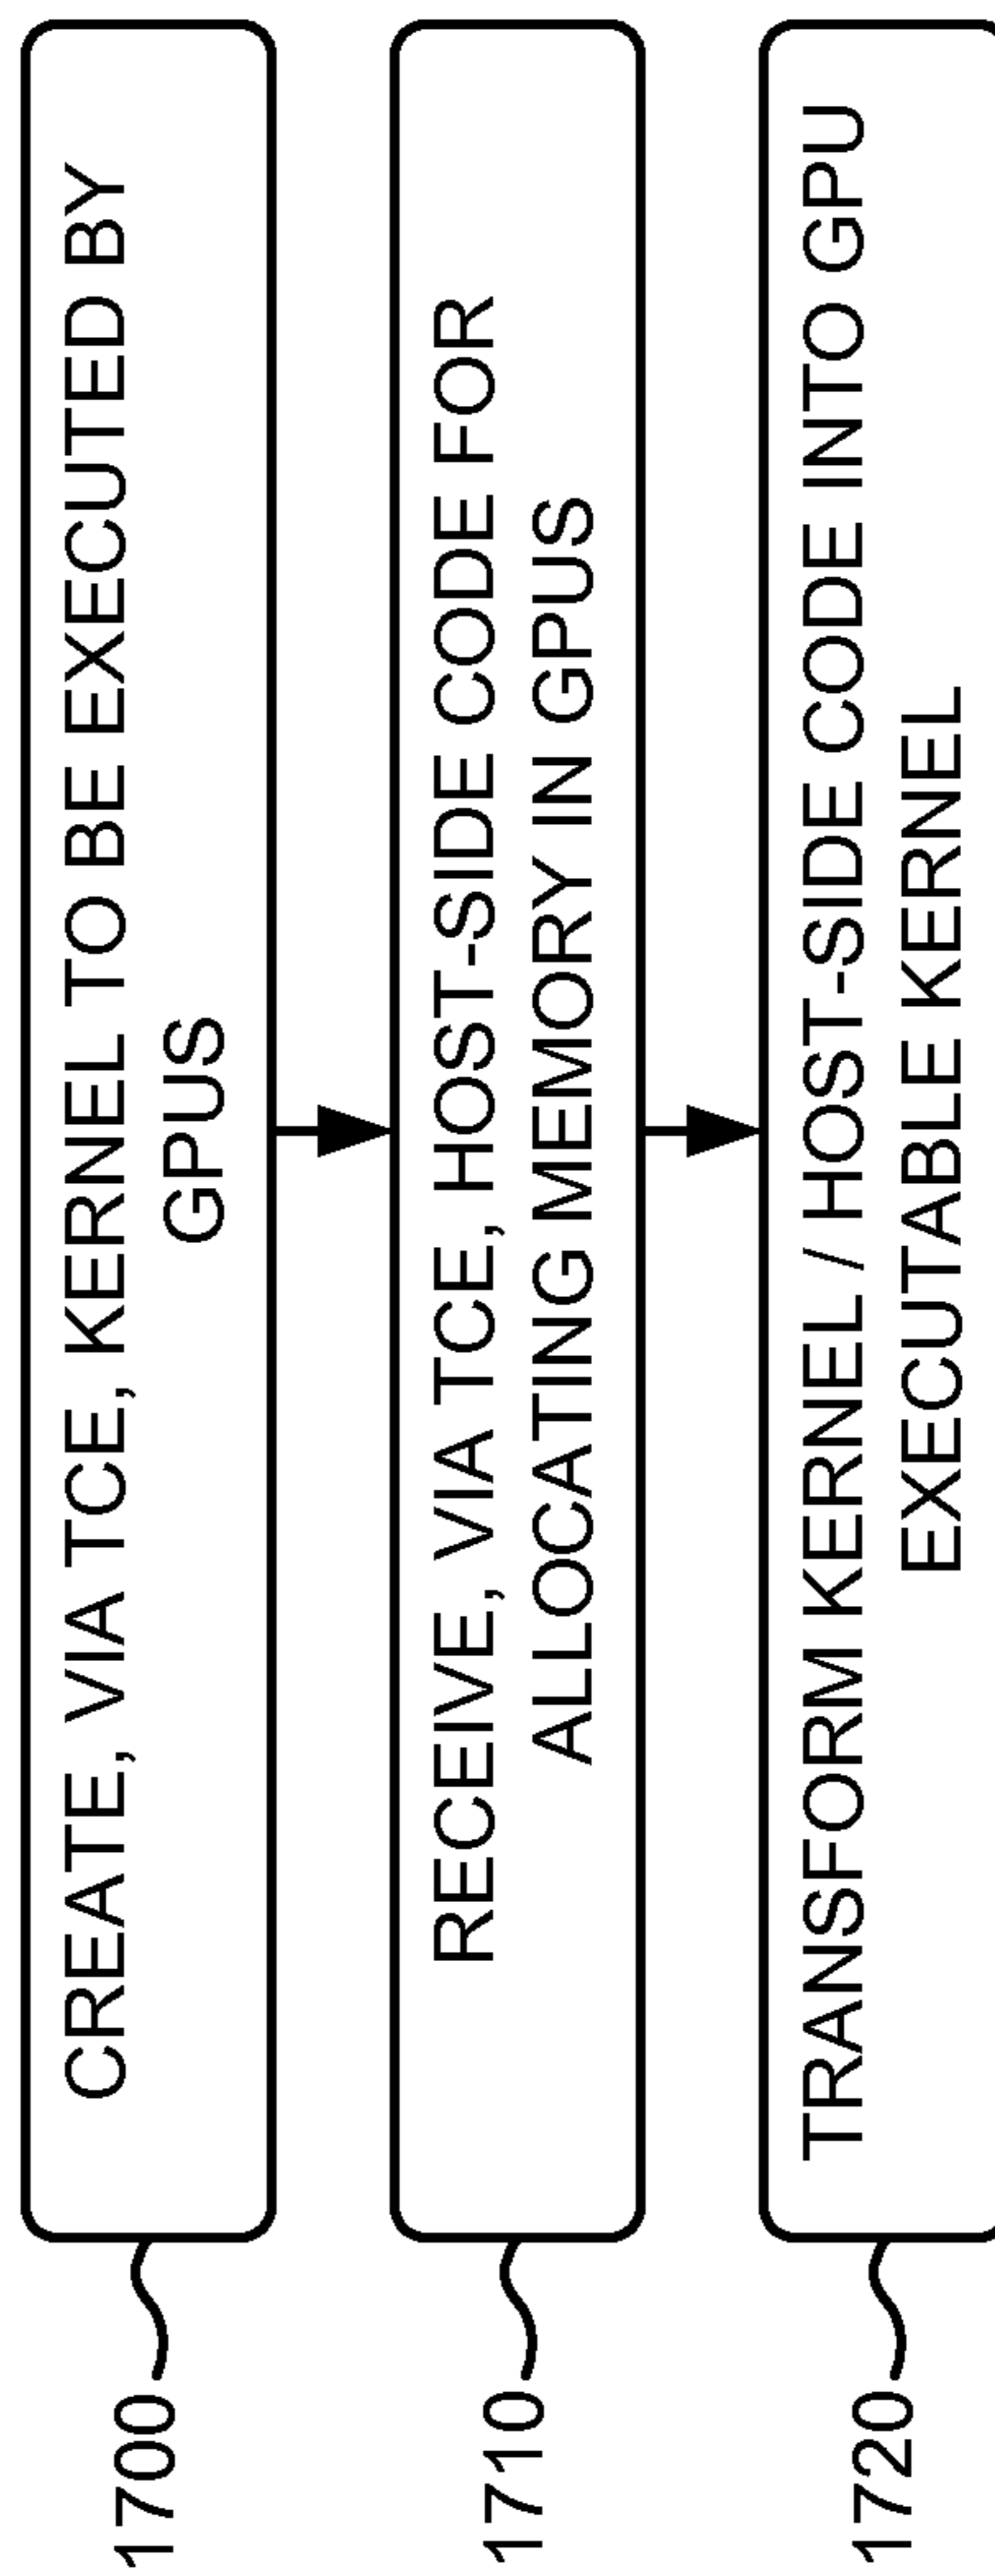 1700
CREATE, VIA TCE, KERNEL TO BE EXECUTED BY
GPUS
1710
RECEIVE, VIA TCE, HOST-SIDE CODE FOR
ALLOCATING MEMORY IN GPUS
1720
TRANSFORM KERNEL / HOST-SIDE CODE INTO GPU
EXECUTABLE KERNEL